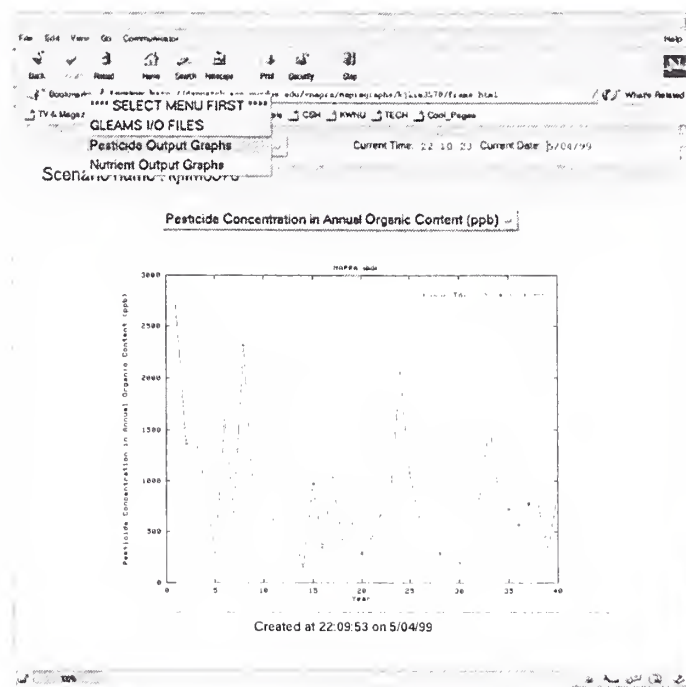 File Edit View Go Communicator Help
Back Reload Home Search Netscape Print Security Stop
Bookmarks What's Related
**** SELECT MENU FIRST ****
GLEAMS I/O FILES
Pesticide Output Graphs
Nutrient Output Graphs
TV & Magaz CSH KWNU TECH Cool_Pages
Current Time: 22 10 23 Current Date: 5/04/99
Scenario name
Pesticide Concentration in Annual Organic Content (ppb)
NAPRA WWW
Pesticide Concentration in Annual Organic Content (ppb)
3000
2500
2000
1500
1000
500
0
0 5 10 15 20 25 30 35 40
Year
Created at 22:09:53 on 5/04/99
100%